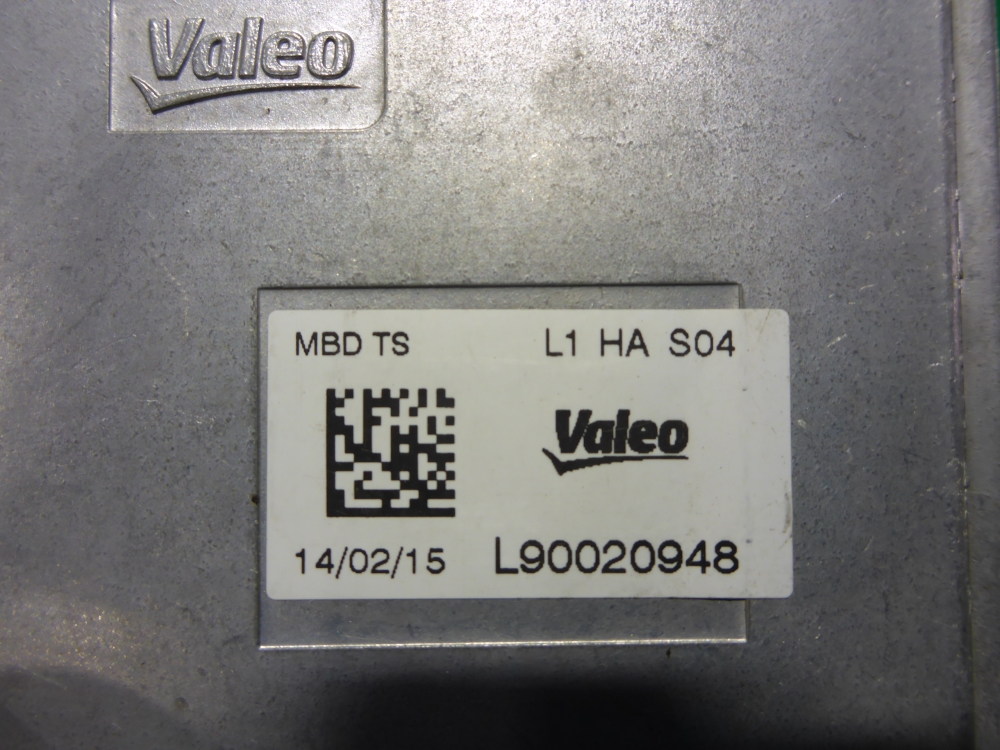 Valeo
MBD TS L1 HA S04
Valeo
14/02/15 L90020948